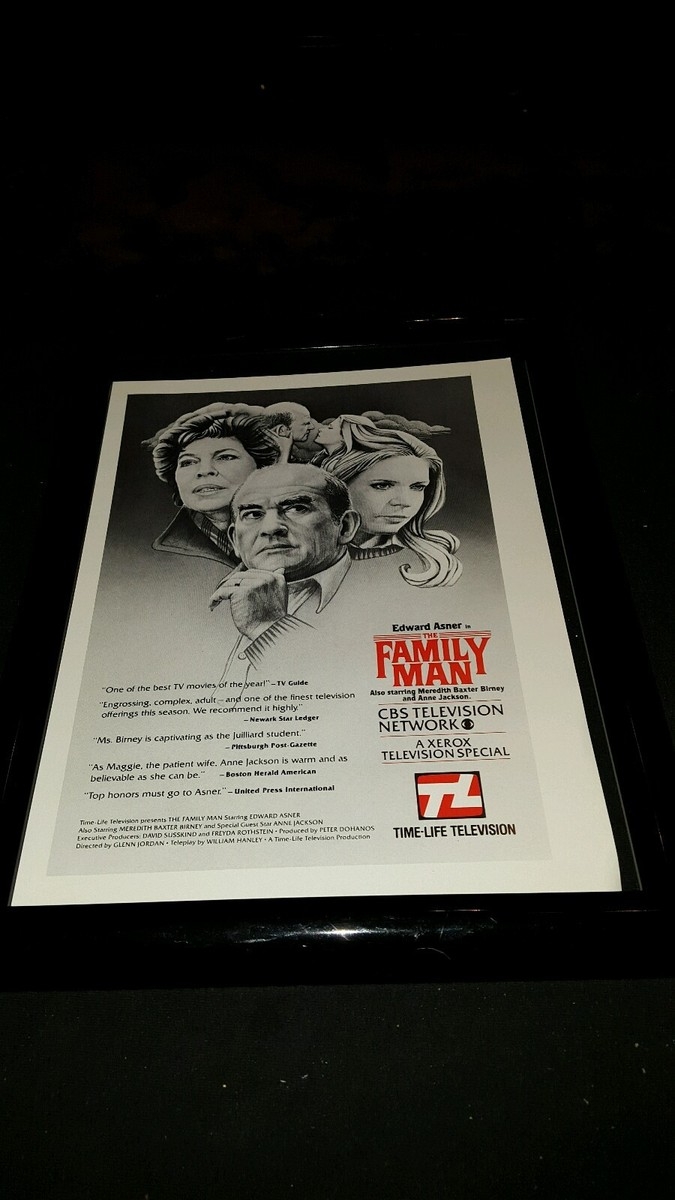 "One of the best TV movies of the year!" – TV Guide
"Engrossing, complex, adult – and one of the finest television
offerings this season. We recommend it highly."
– Newark Star Ledger
"Ms. Birney is captivating as the Juilliard student."
– Pittsburgh Post-Gazette
"As Maggie, the patient wife, Anne Jackson is warm and as
believable as she can be." – Boston Herald American
"Top honors must go to Asner." – United Press International
Time-Life Television presents THE FAMILY MAN Starring EDWARD ASNER
Also Starring MEREDITH BAXTER BIRNEY and Special Guest Star ANNE JACKSON
Executive Producers: DAVID SUSSKIND and FREYDA ROTHSTEIN • Produced by PETER DOHANOS
Directed by GLENN JORDAN • Teleplay by WILLIAM HANLEY • A Time-Life Television Production
Edward Asner in
THE
FAMILY
MAN
Also starring Meredith Baxter Birney
and Anne Jackson.
CBS TELEVISION
NETWORK
A XEROX
TELEVISION SPECIAL
TL
TIME-LIFE TELEVISION